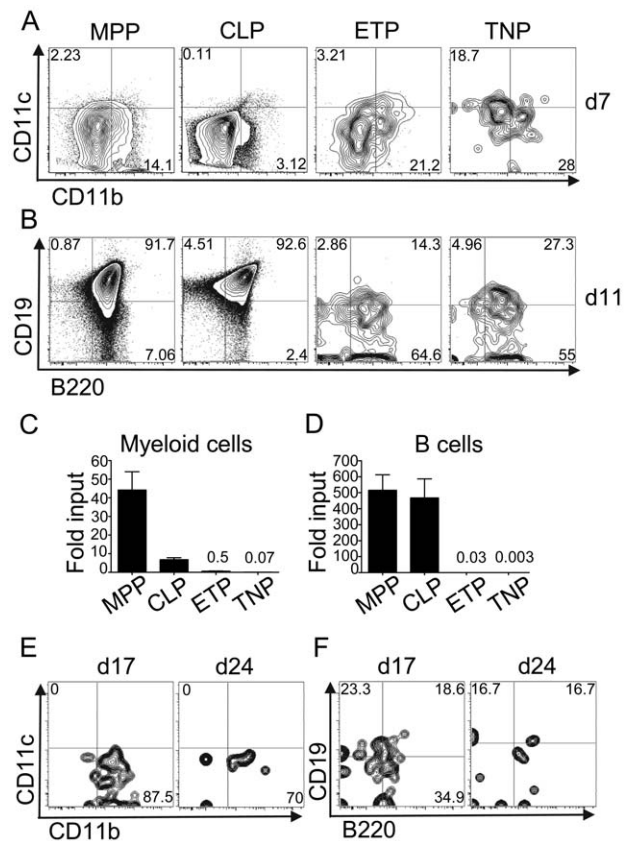 A
MPP CLP ETP TNP
2.23 0.11 3.21 18.7
CD11c
d7
14.1 3.12 21.2 28
CD11b
B
0.87 91.7 4.51 92.6 2.86 14.3 4.96 27.3
CD19
d11
7.06 2.4 64.6 55
B220
C D
Myeloid cells B cells
Fold input
60
50
40
30
20
10
0
0.5 0.07
MPP CLP ETP TNP
Fold input
700
600
500
400
300
200
100
0
0.03 0.003
MPP CLP ETP TNP
E F
d17 d24 d17 d24
0 0 23.3 18.6 16.7 16.7
CD11c CD19
87.5 70 34.9
CD11b B220